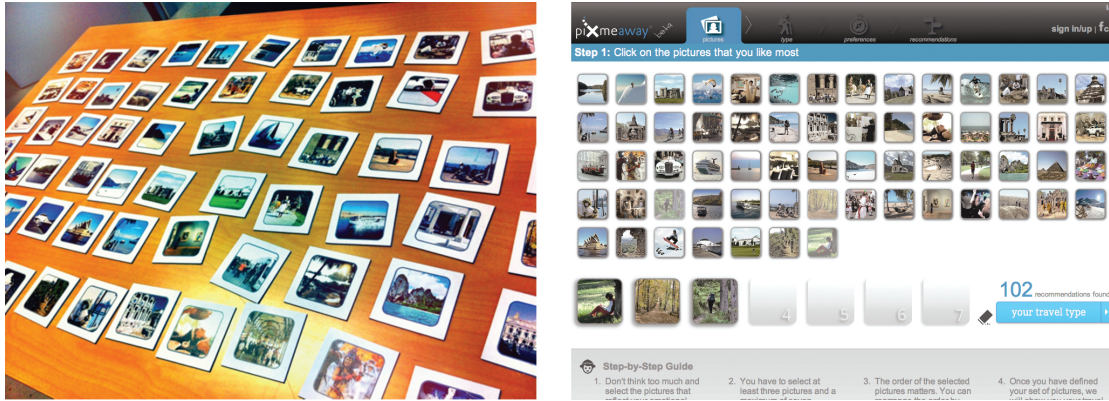 pixmeaway beta
pictures
type
preferences
recommendations
sign in/up |
Step 1: Click on the pictures that you like most
4
5
6
7
102 recommendations found
your travel type
Step-by-Step Guide
1. Don't think too much and
select the pictures that
2. You have to select at
least three pictures and a
3. The order of the selected
pictures matters. You can
4. Once you have defined
your set of pictures, we